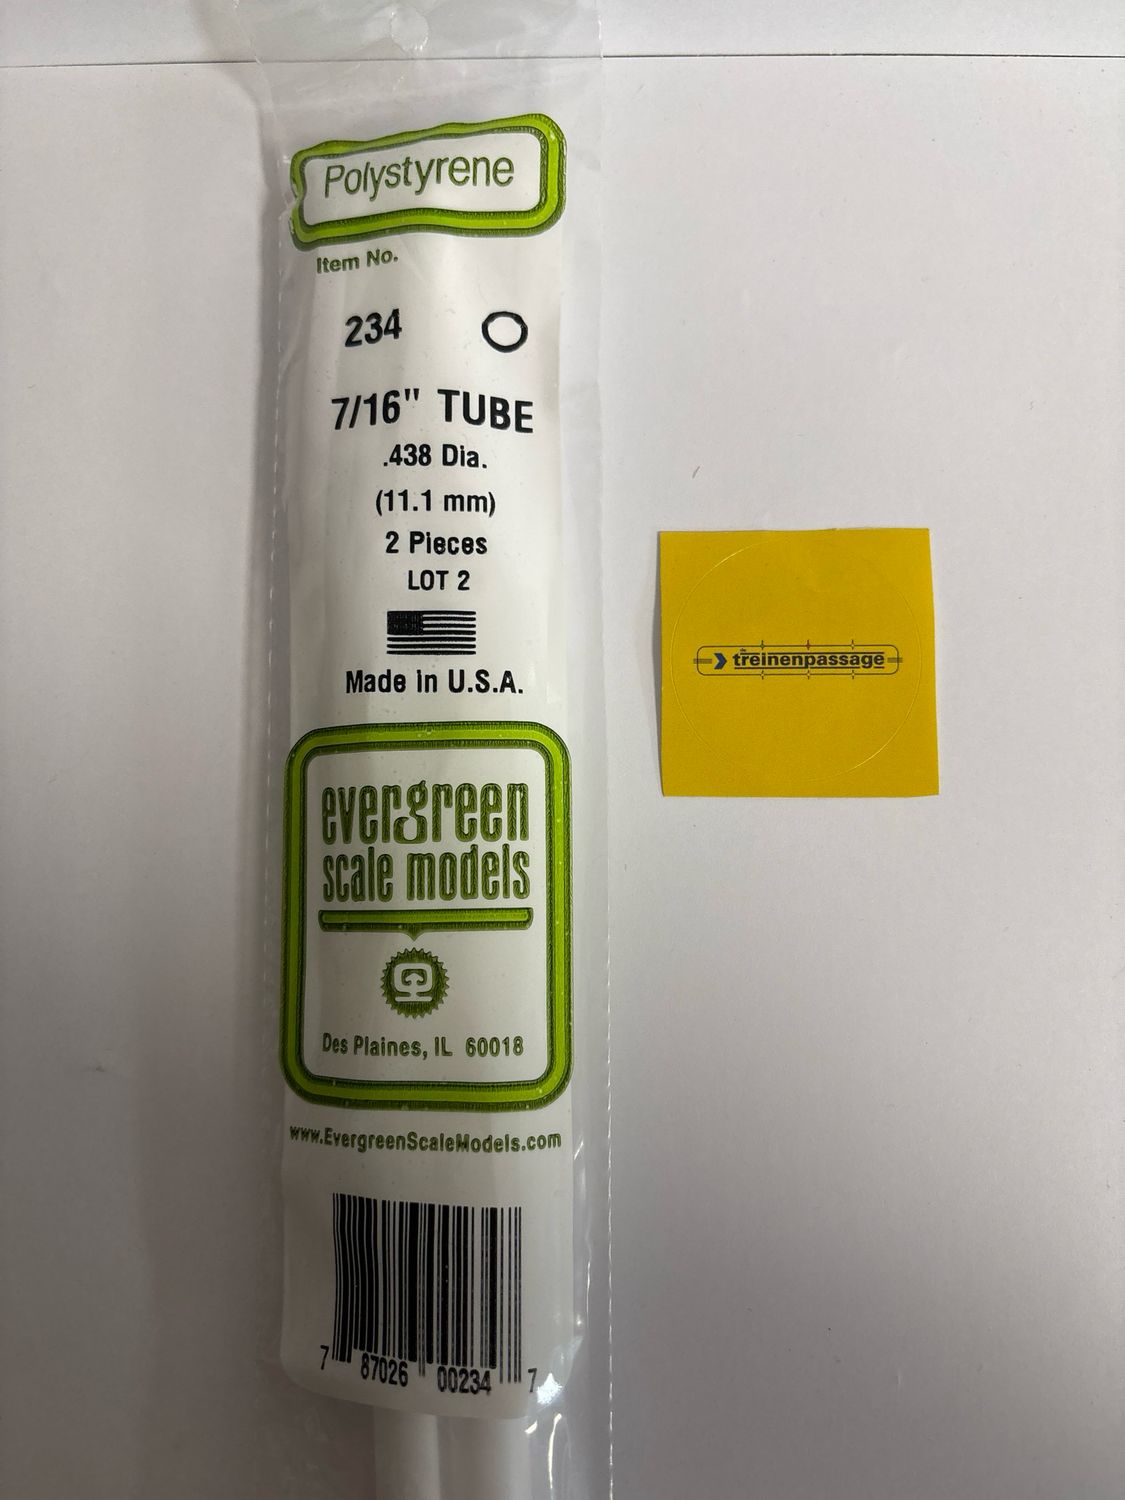 Polystyrene
Item No.
234
7/16" TUBE
.438 Dia.
(11.1 mm)
2 Pieces
LOT 2
Made in U.S.A.
evergreen
scale models
Des Plaines, IL 60018
www.EvergreenScaleModels.com
7 87026 00234 7
de
treinenpassage